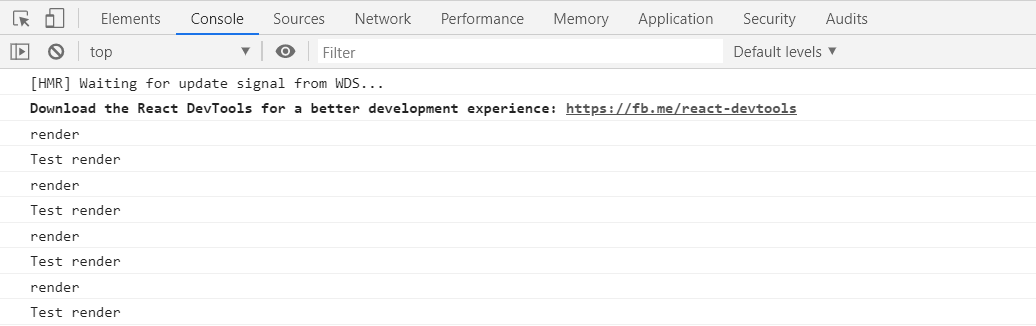 Elements Console Sources Network Performance Memory Application Security Audits
top Filter Default levels
[HMR] Waiting for update signal from WDS...
Download the React DevTools for a better development experience: https://fb.me/react-devtools
render
Test render
render
Test render
render
Test render
render
Test render